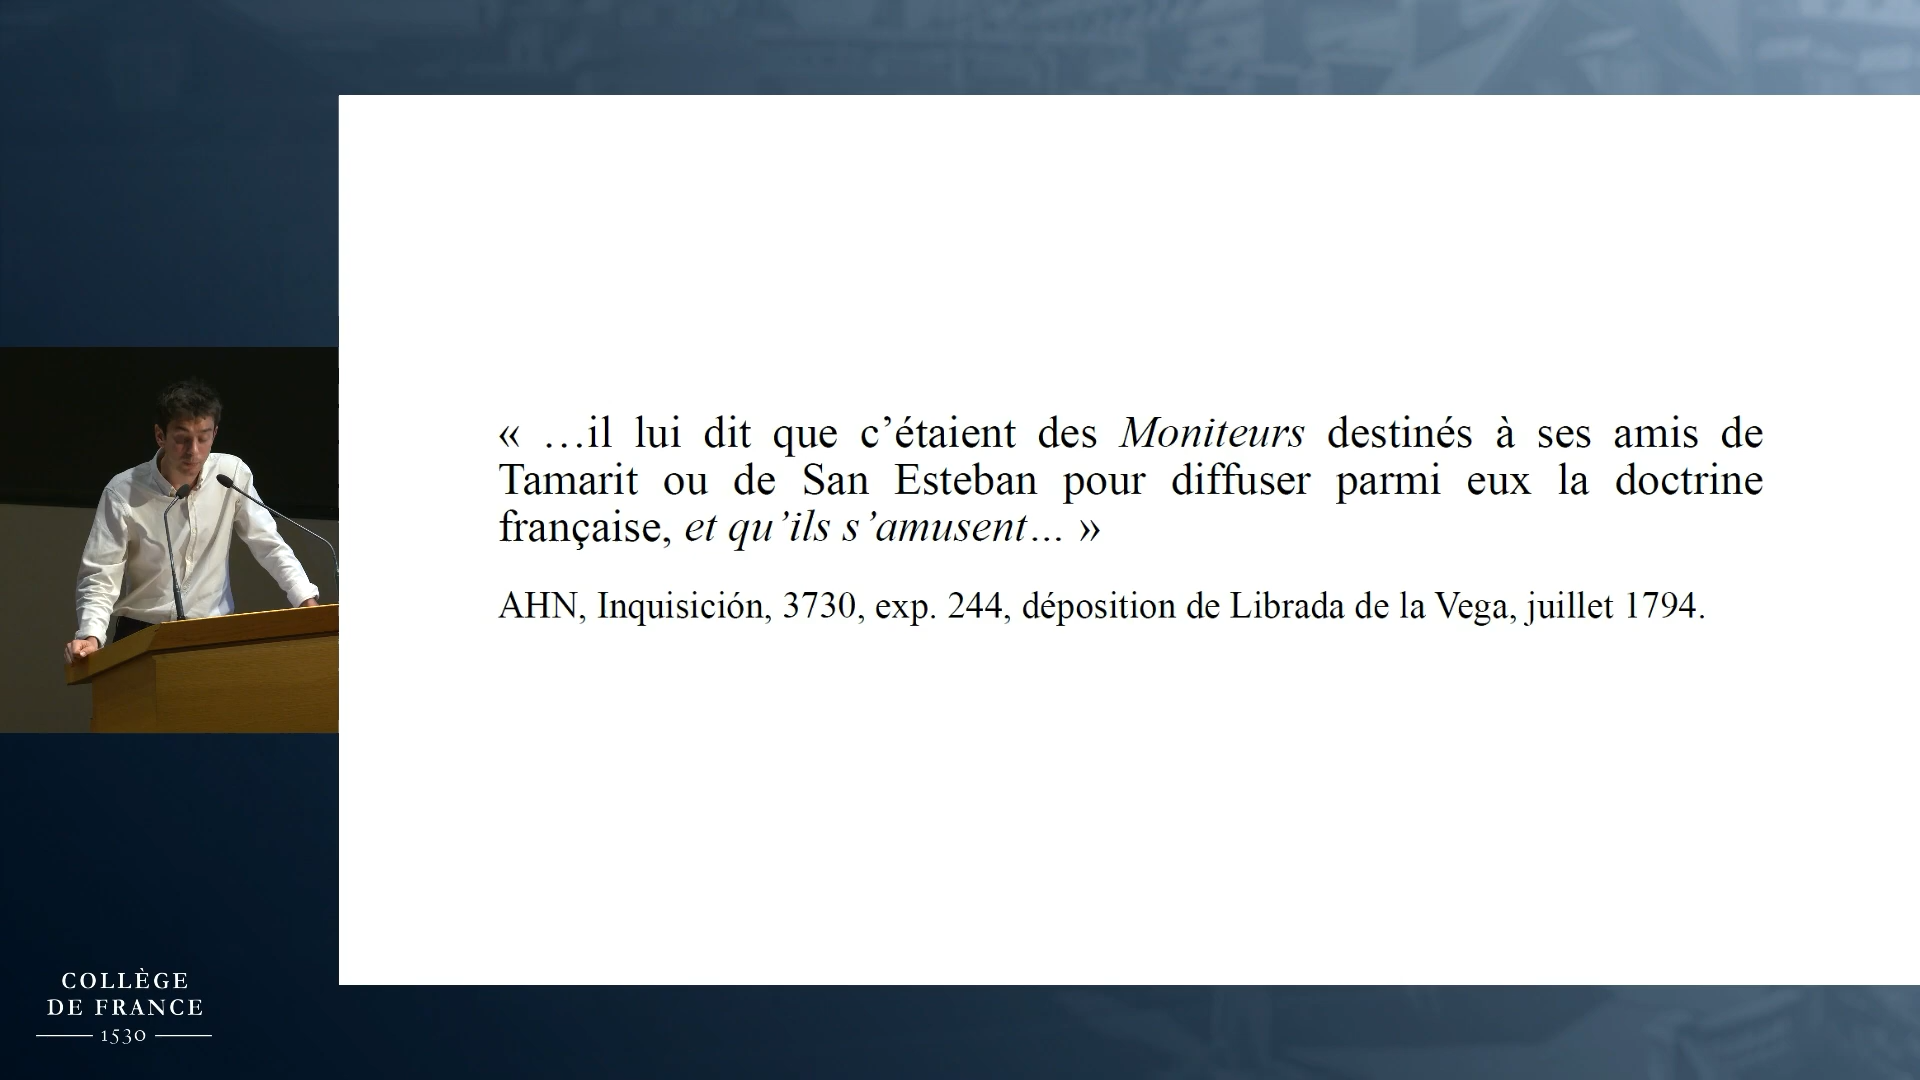 « …il lui dit que c’étaient des Moniteurs destinés à ses amis de
Tamarit ou de San Esteban pour diffuser parmi eux la doctrine
française, et qu’ils s’amusent… »
AHN, Inquisición, 3730, exp. 244, déposition de Librada de la Vega, juillet 1794.
COLLÈGE
DE FRANCE
1530